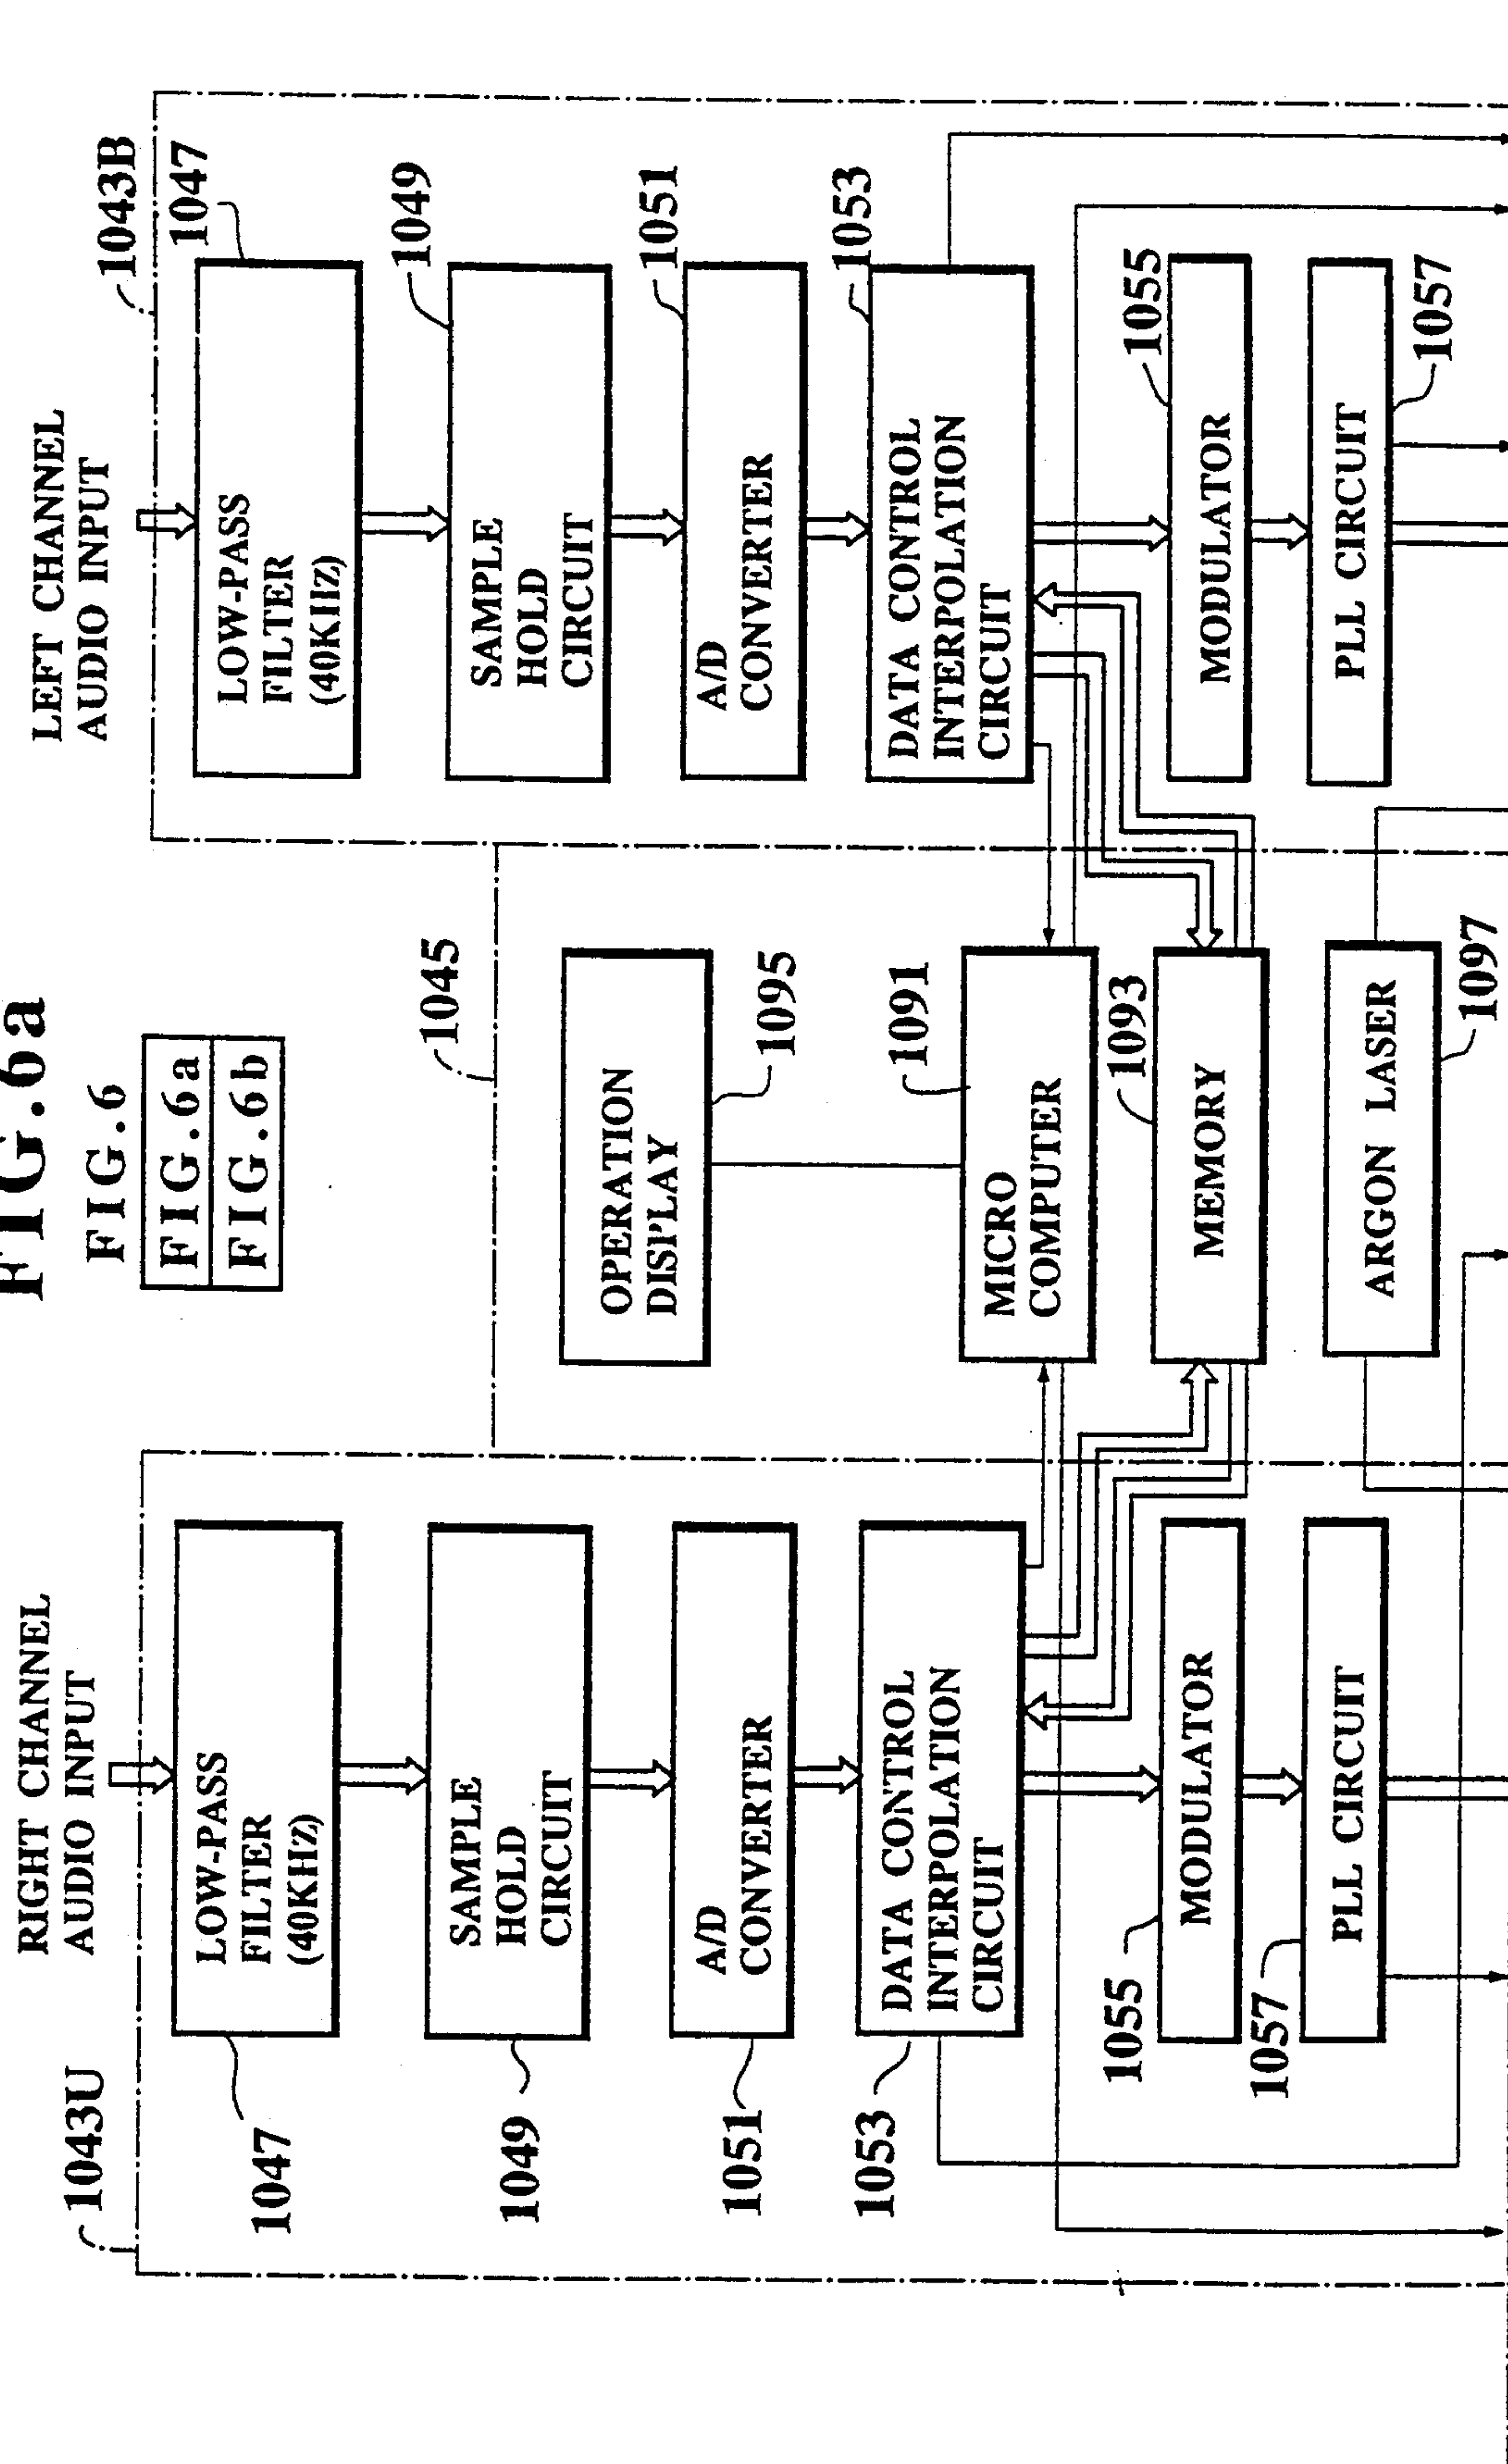 FIG.6a
FIG.6
FIG.6a
FIG.6b
RIGHT CHANNEL
AUDIO INPUT
LEFT CHANNEL
AUDIO INPUT
1043U
1043B
1045
1047
LOW-PASS
FILTER
(40KHZ)
1049
SAMPLE
HOLD
CIRCUIT
1051
A/D
CONVERTER
1053
DATA CONTROL
INTERPOLATION
CIRCUIT
1055
MODULATOR
1057
PLL CIRCUIT
OPERATION
DISPLAY
1095
MICRO
COMPUTER
1091
MEMORY
1093
ARGON LASER
1097
1047
LOW-PASS
FILTER
(40KHZ)
1049
SAMPLE
HOLD
CIRCUIT
1051
A/D
CONVERTER
1053
DATA CONTROL
INTERPOLATION
CIRCUIT
1055
MODULATOR
1057
PLL CIRCUIT